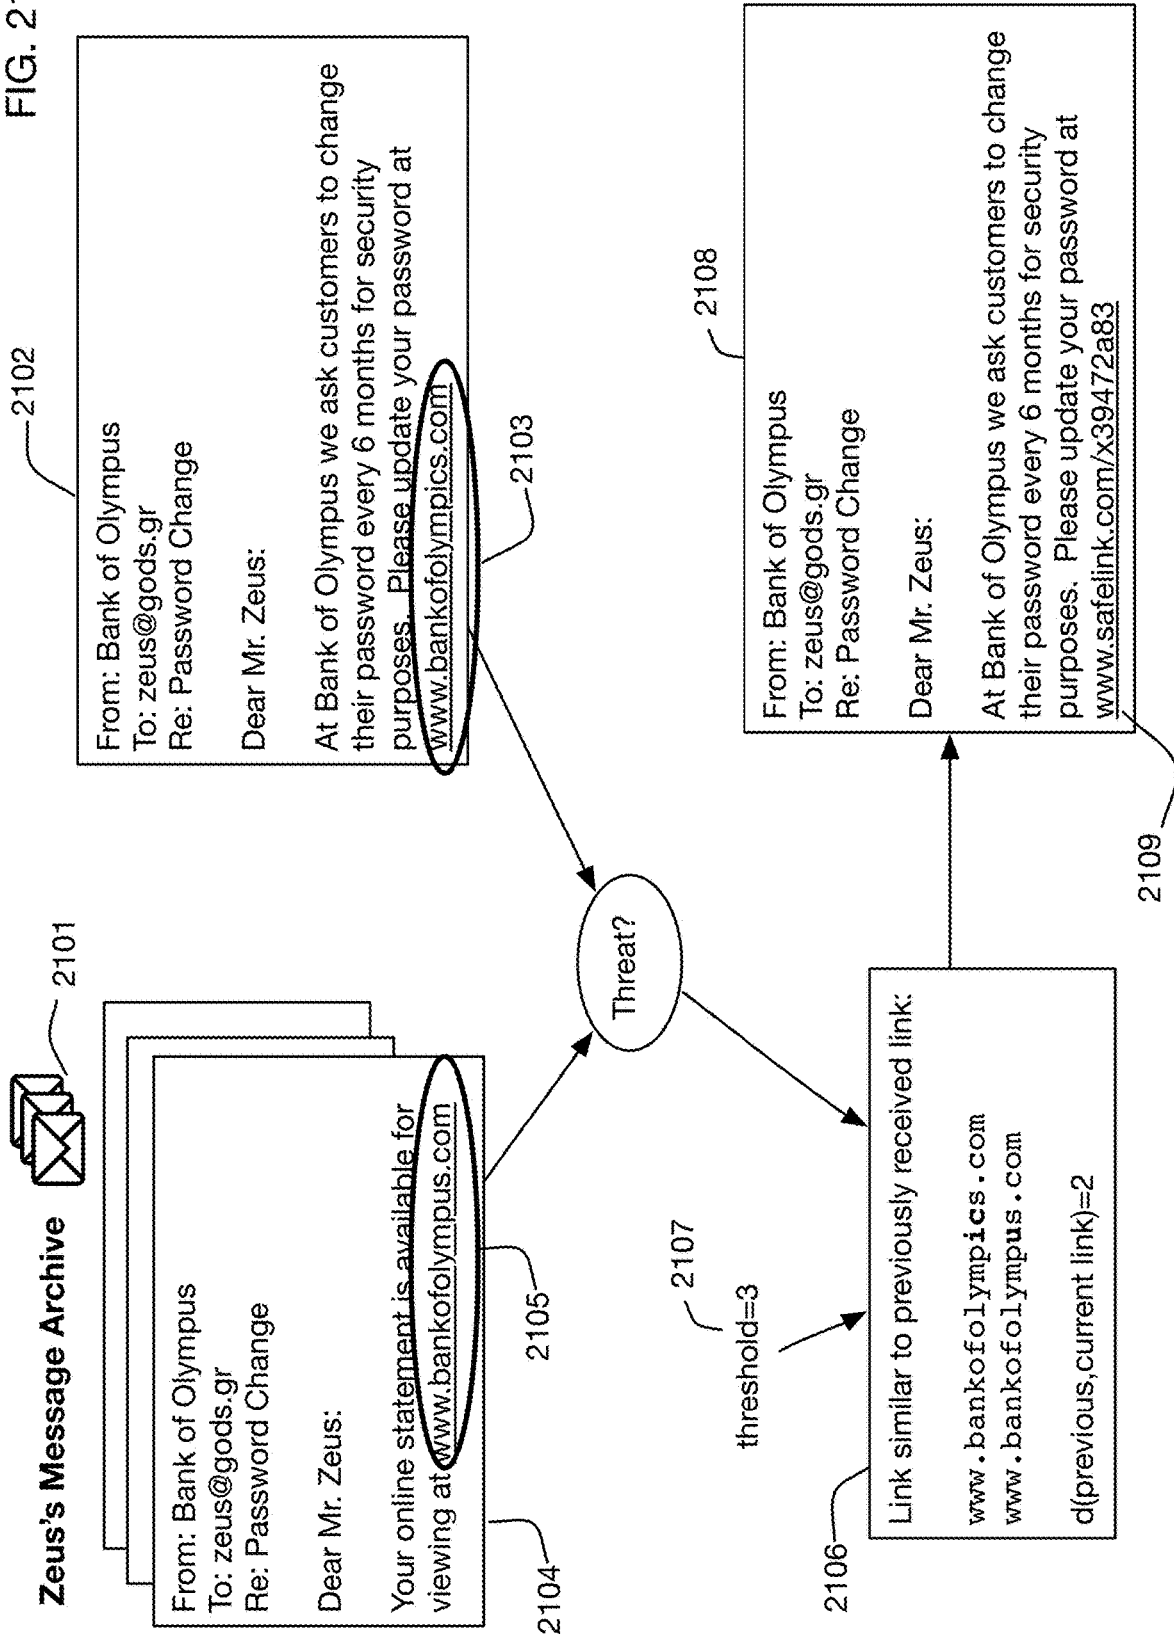 FIG. 21
Zeus's Message Archive
2101
From: Bank of Olympus
To: zeus@gods.gr
Re: Password Change
Dear Mr. Zeus:
Your online statement is available for
viewing at www.bankofolympus.com
2104
2105
2102
From: Bank of Olympus
To: zeus@gods.gr
Re: Password Change
Dear Mr. Zeus:
At Bank of Olympus we ask customers to change
their password every 6 months for security
purposes. Please update your password at
www.bankofolympics.com
2103
Threat?
threshold=3
2107
2106
Link similar to previously received link:
www.bankofolympics.com
www.bankofolympus.com
d(previous,current link)=2
2108
From: Bank of Olympus
To: zeus@gods.gr
Re: Password Change
Dear Mr. Zeus:
At Bank of Olympus we ask customers to change
their password every 6 months for security
purposes. Please update your password at
www.safelink.com/x39472a83
2109